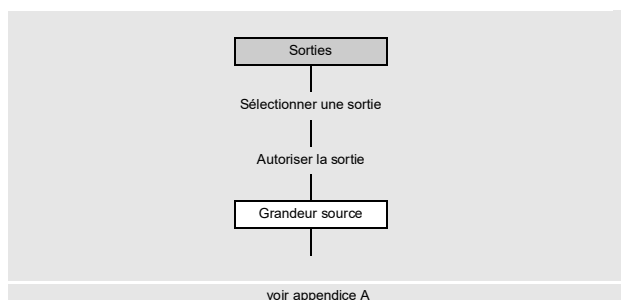 Sorties
Sélectionner une sortie
Autoriser la sortie
Grandeur source
voir appendice A